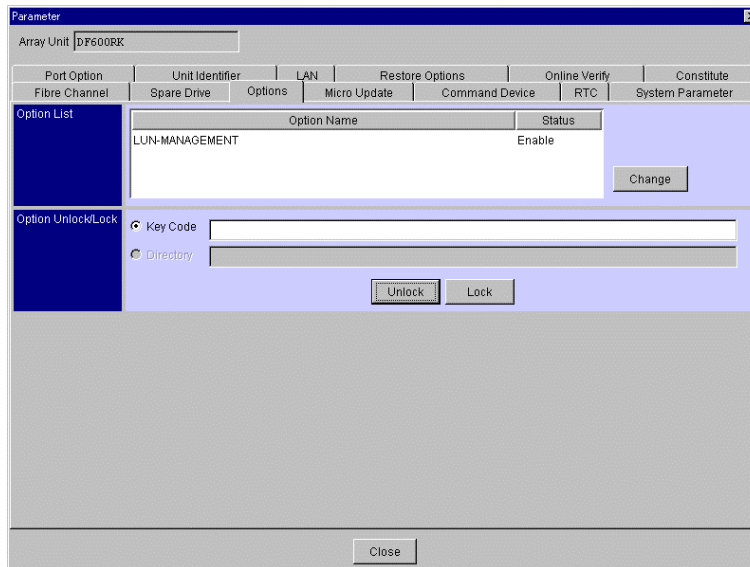 Parameter
Array Unit DF600RK
Port Option Unit Identifier LAN Restore Options Online Verify Constitute
Fibre Channel Spare Drive Options Micro Update Command Device RTC System Parameter
Option List
Option Name Status
LUN-MANAGEMENT Enable
Change
Option Unlock/Lock
Key Code
Directory
Unlock Lock
Close